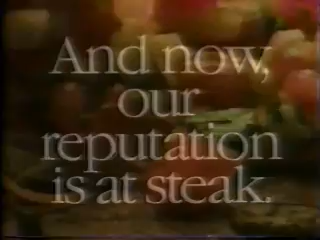 And now,
our
reputation
is at steak.